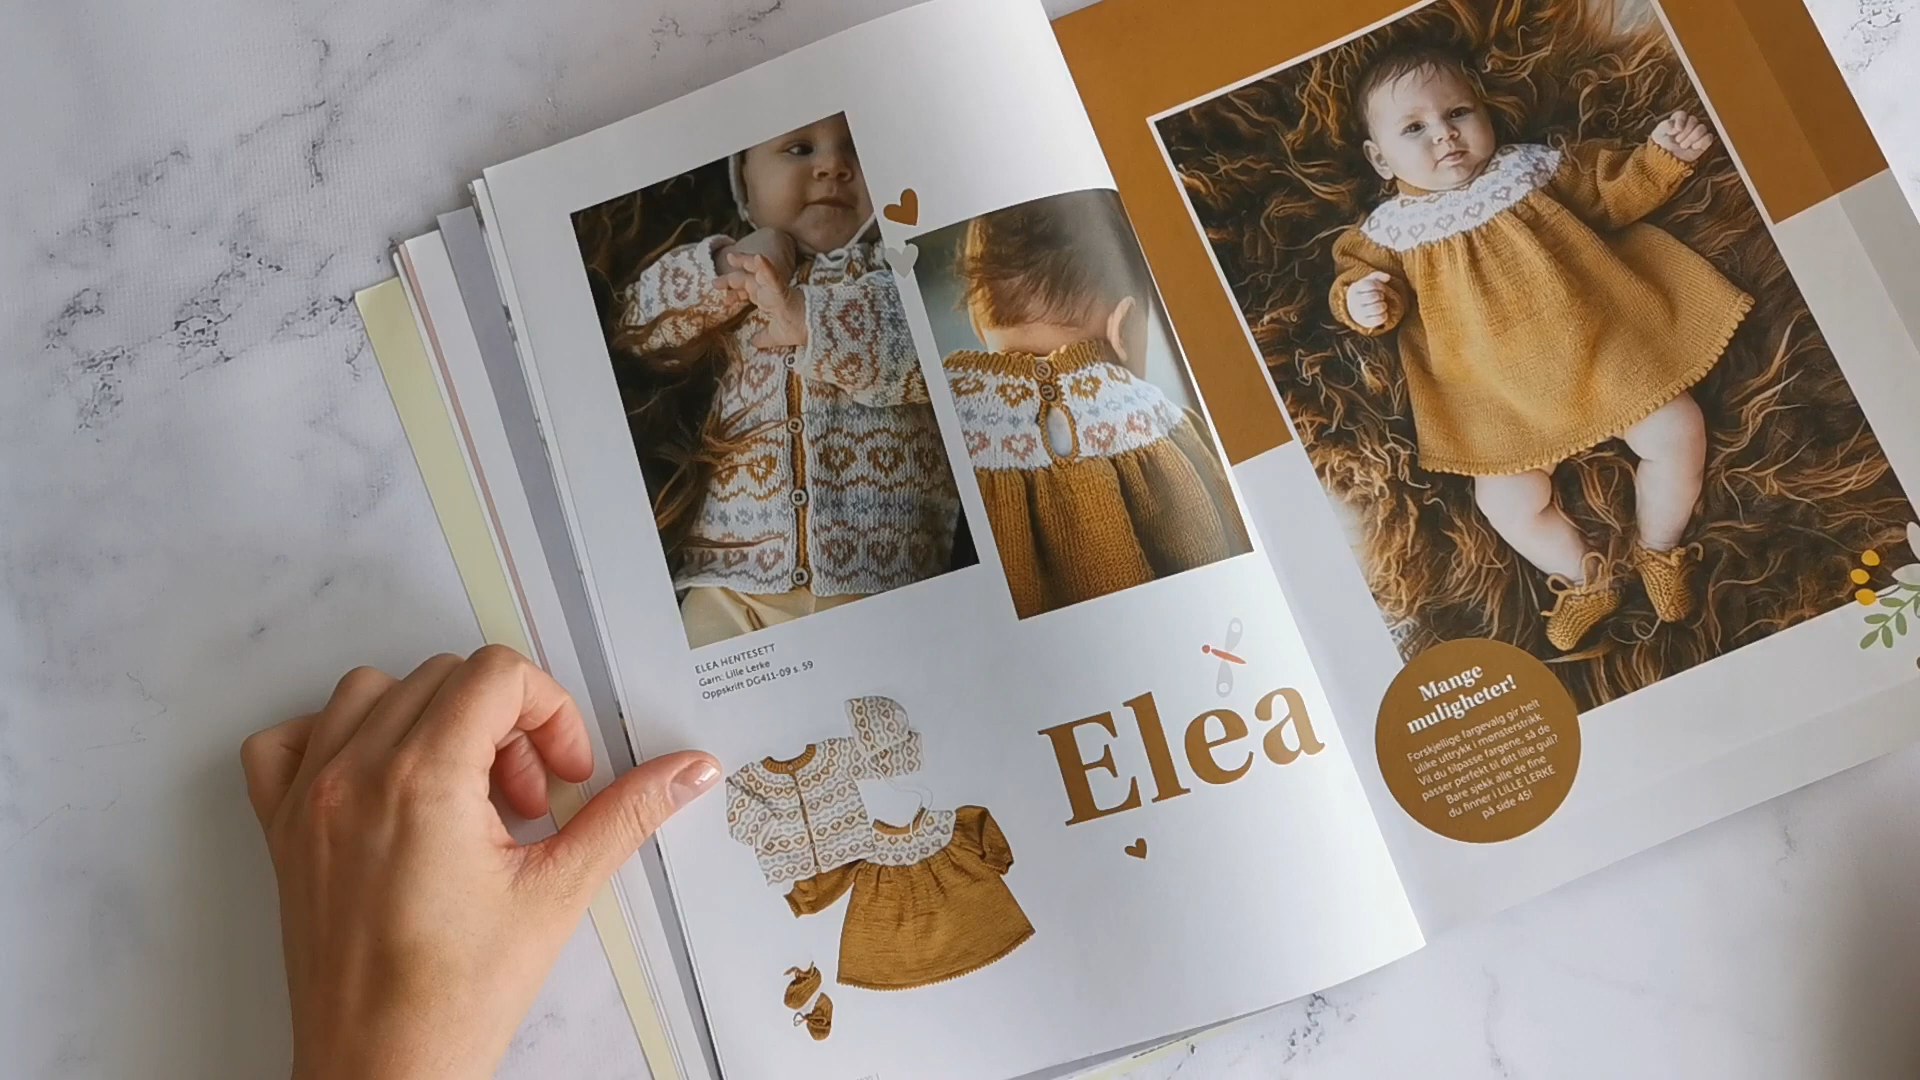 ELEA HENTESETT
Garn: Lille Lerke
Oppskrift DG411-09 s. 59
Elea
Mange
muligheter!
Forskjellige fargevalg gir helt
ulike uttrykk i mønsterstrikk.
Vil du tilpasse fargene, så de
passer perfekt til ditt lille gull?
Bare sjekk alle de fine
du finner i LILLE LERKE
på side 45!